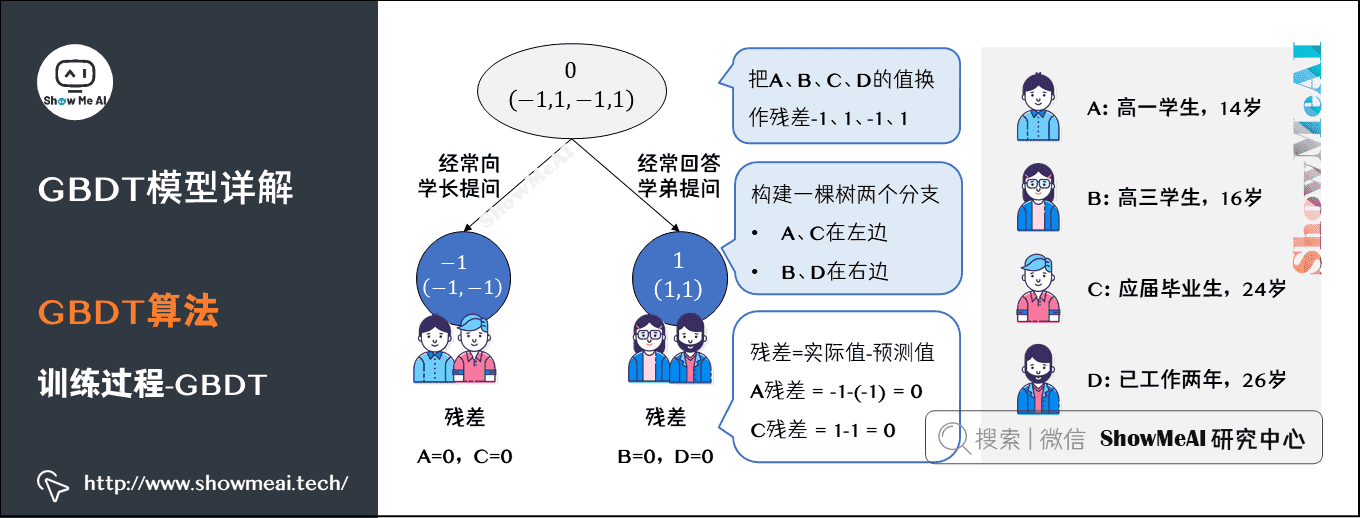 Show Me AI
GBDT模型详解
GBDT算法
训练过程-GBDT
http://www.showmeai.tech/
0
(−1,1,−1,1)
经常向
学长提问
经常回答
学弟提问
ShowMeAI
−1
(−1,−1)
1
(1,1)
残差
A=0，C=0
残差
B=0，D=0
把A、B、C、D的值换
作残差-1、1、-1、1
构建一棵树两个分支
• A、C在左边
• B、D在右边
残差=实际值-预测值
A残差 = -1-(-1) = 0
C残差 = 1-1 = 0
A: 高一学生，14岁
B: 高三学生，16岁
C: 应届毕业生，24岁
D: 已工作两年，26岁
ShowMeAI
搜索 | 微信 ShowMeAI 研究中心